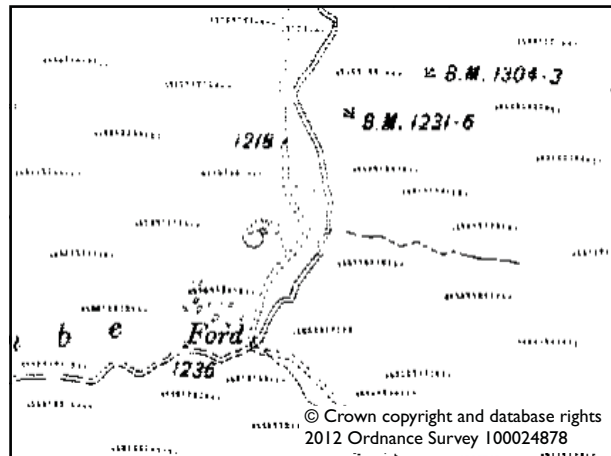 B.M. 1304·3
B.M. 1231·6
1218
b e
Ford
1236
© Crown copyright and database rights
2012 Ordnance Survey 100024878